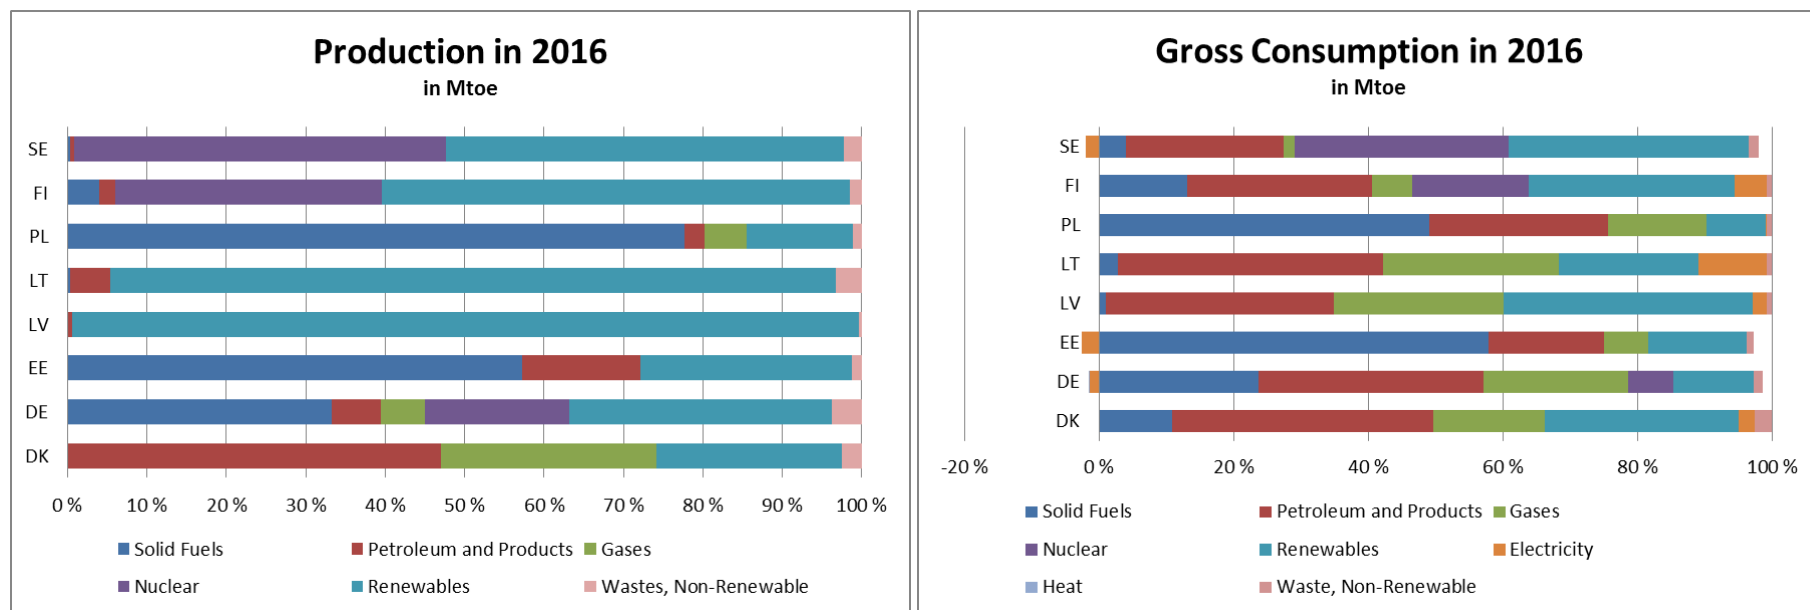 Production in 2016
in Mtoe
SE
FI
PL
LT
LV
EE
DE
DK
0 % 10 % 20 % 30 % 40 % 50 % 60 % 70 % 80 % 90 % 100 %
Solid Fuels Petroleum and Products Gases
Nuclear Renewables Wastes, Non-Renewable
Gross Consumption in 2016
in Mtoe
SE
FI
PL
LT
LV
EE
DE
DK
-20 % 0 % 20 % 40 % 60 % 80 % 100 %
Solid Fuels Petroleum and Products Gases
Nuclear Renewables Electricity
Heat Waste, Non-Renewable